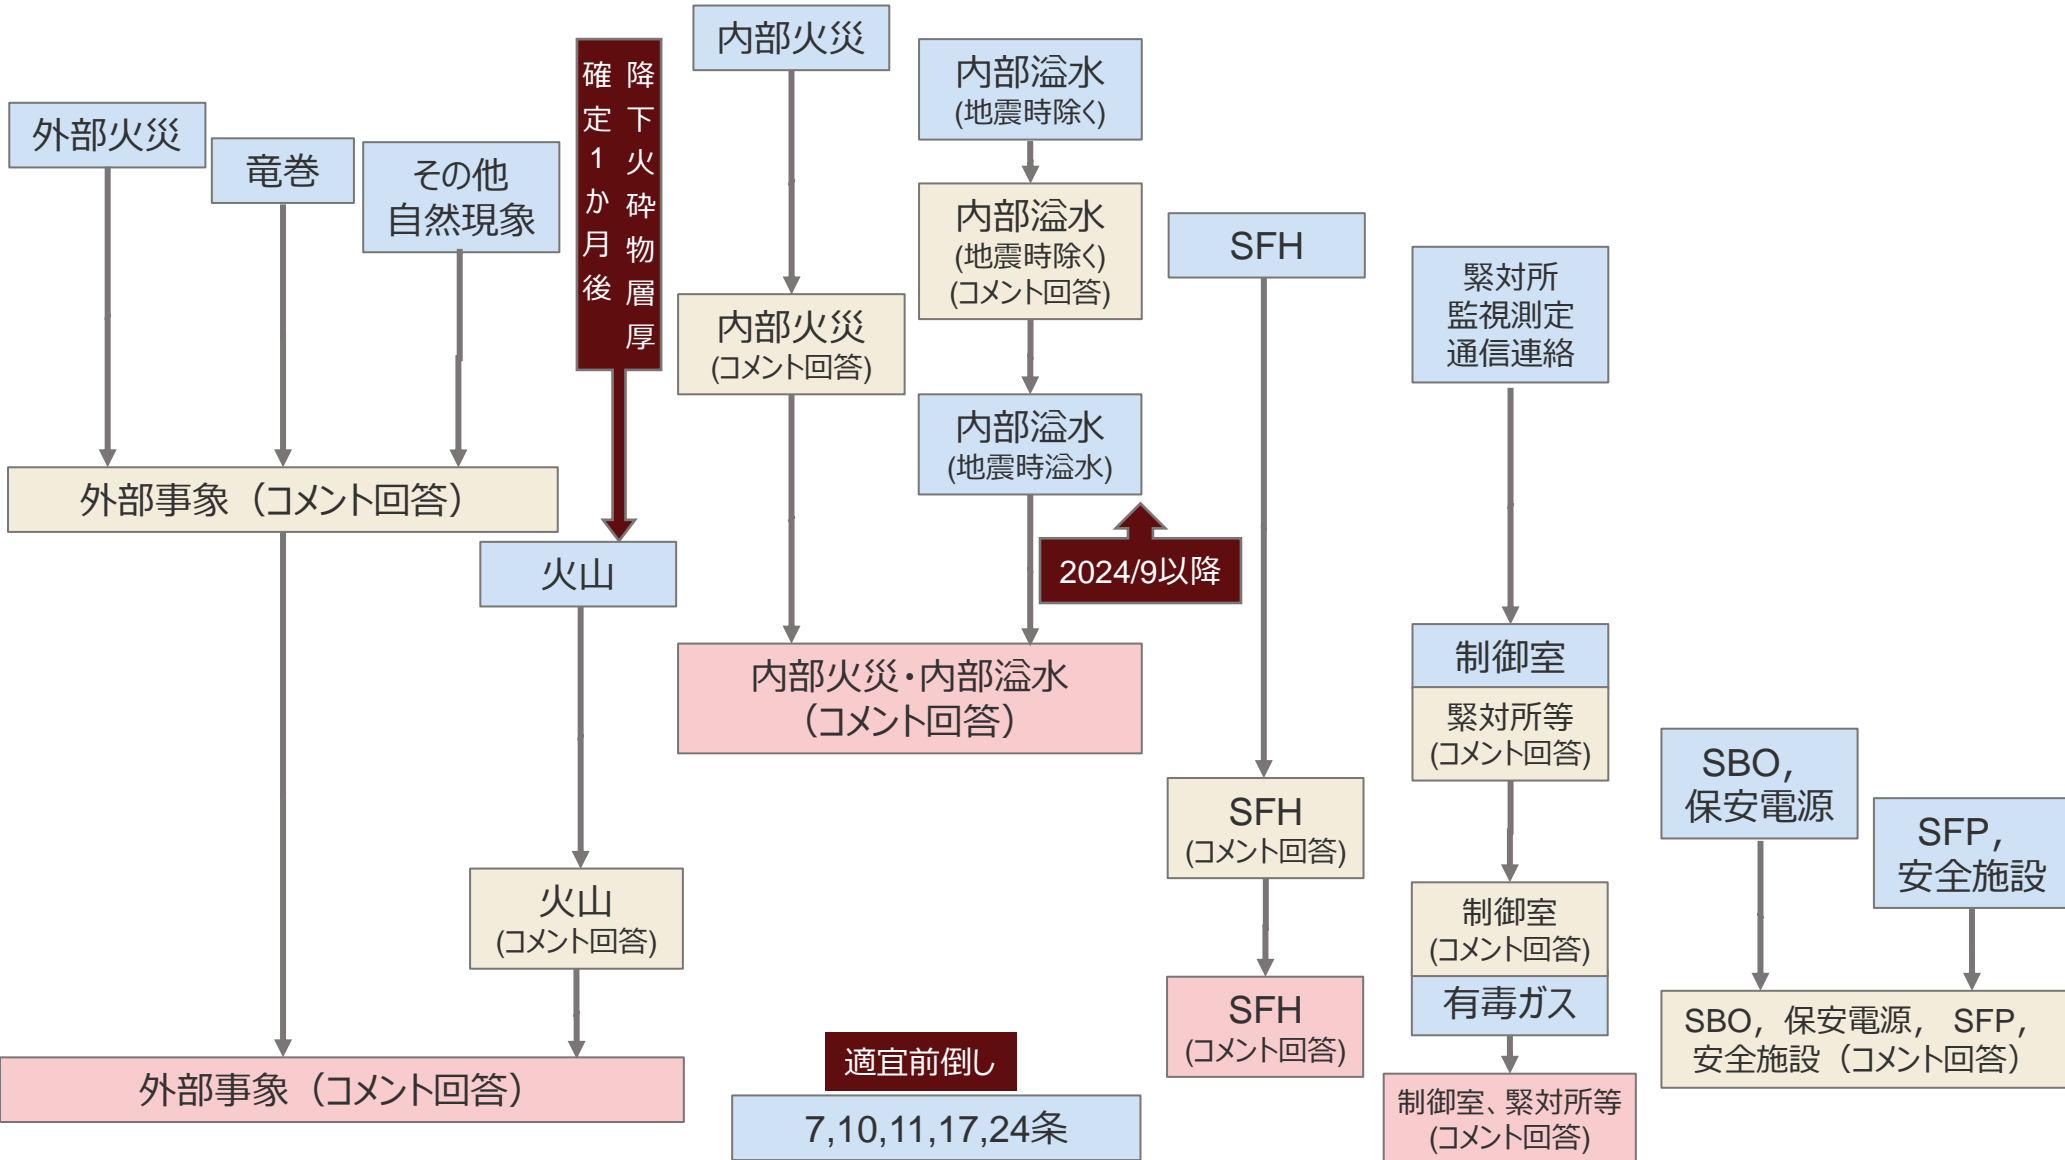 外部火災
竜巻
その他
自然現象
降下火砕物層厚
確定1か月後
外部事象（コメント回答）
火山
火山
(コメント回答)
外部事象（コメント回答）
内部火災
内部火災
(コメント回答)
内部溢水
(地震時除く)
内部溢水
(地震時除く)
(コメント回答)
内部溢水
(地震時溢水)
2024/9以降
内部火災・内部溢水
（コメント回答）
適宜前倒し
7,10,11,17,24条
SFH
SFH
(コメント回答)
SFH
(コメント回答)
緊対所
監視測定
通信連絡
制御室
緊対所等
(コメント回答)
制御室
(コメント回答)
有毒ガス
制御室、緊対所等
(コメント回答)
SBO，
保安電源
SFP，
安全施設
SBO，保安電源， SFP，
安全施設（コメント回答）